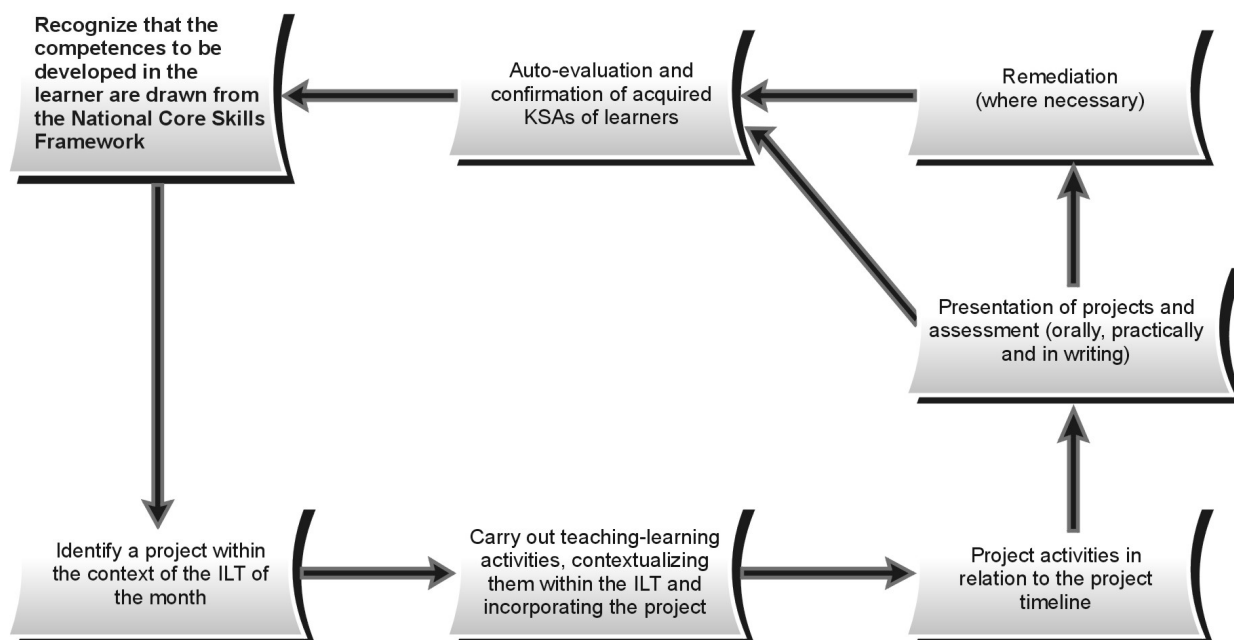 Recognize that the
competences to be
developed in the
learner are drawn from
the National Core Skills
Framework
Auto-evaluation and
confirmation of acquired
KSAs of learners
Remediation
(where necessary)
Presentation of projects and
assessment (orally, practically
and in writing)
Identify a project within
the context of the ILT of
the month
Carry out teaching-learning
activities, contextualizing
them within the ILT and
incorporating the project
Project activities in
relation to the project
timeline